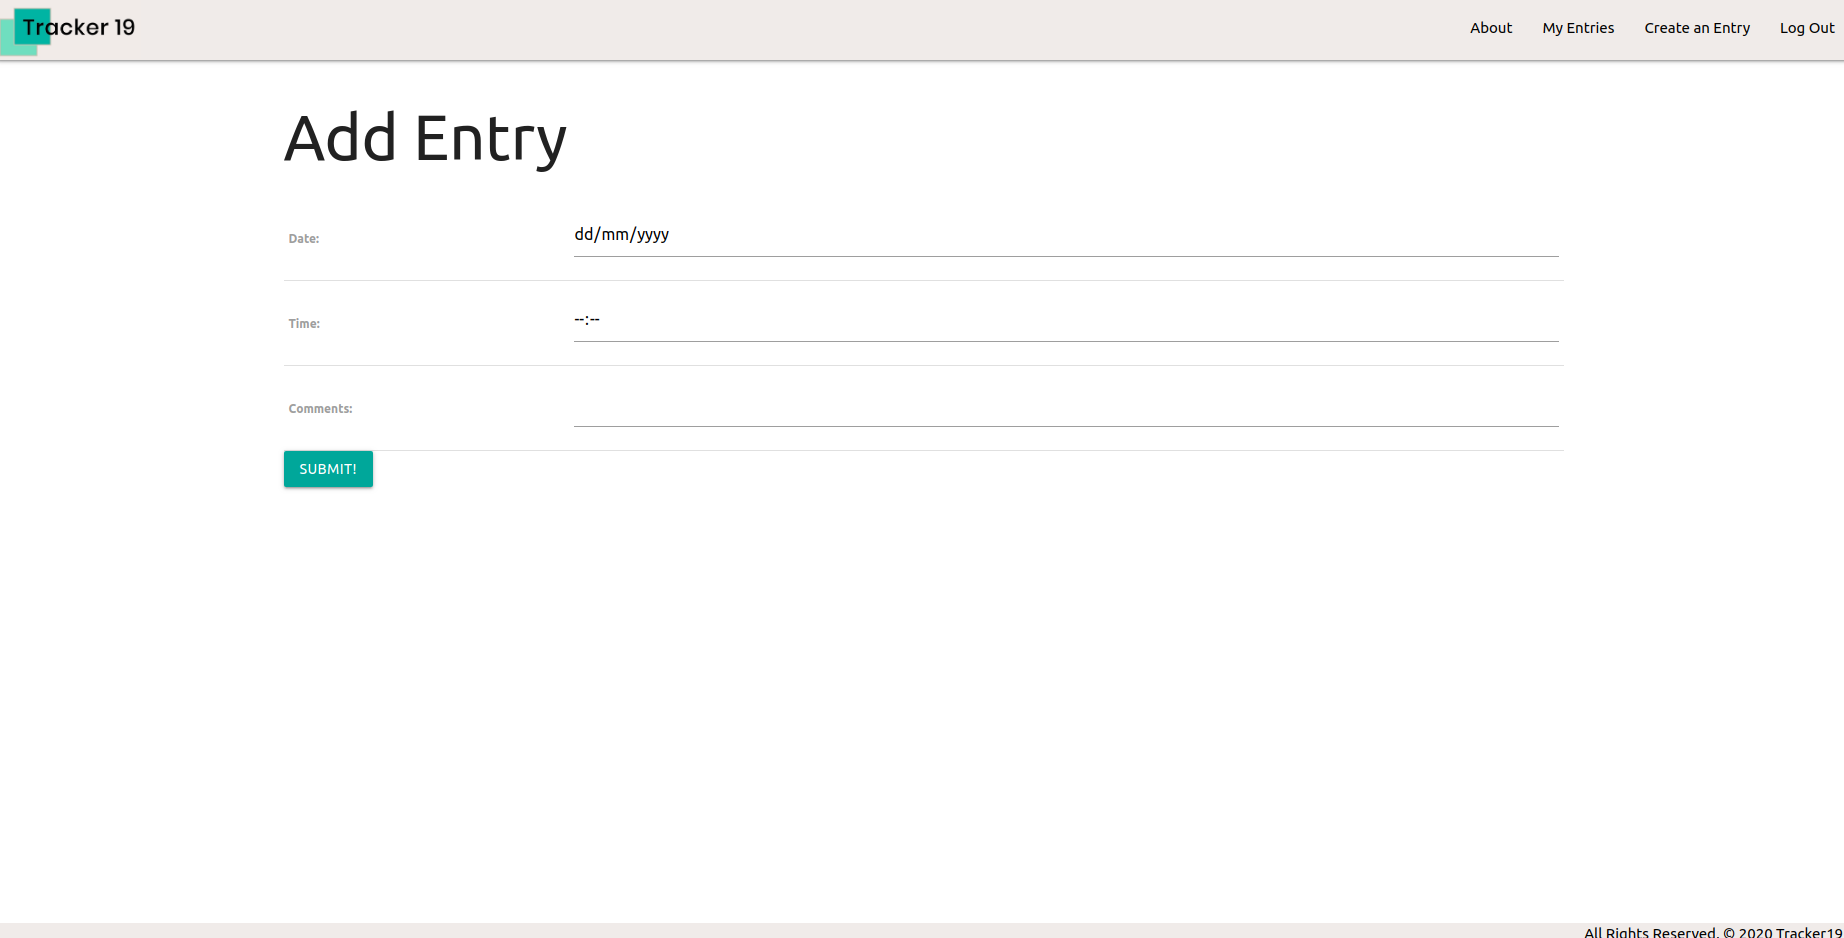 Tracker 19
About My Entries Create an Entry Log Out
Add Entry
Date: dd/mm/yyyy
Time: --:--
Comments:
SUBMIT!
All Rights Reserved. © 2020 Tracker19